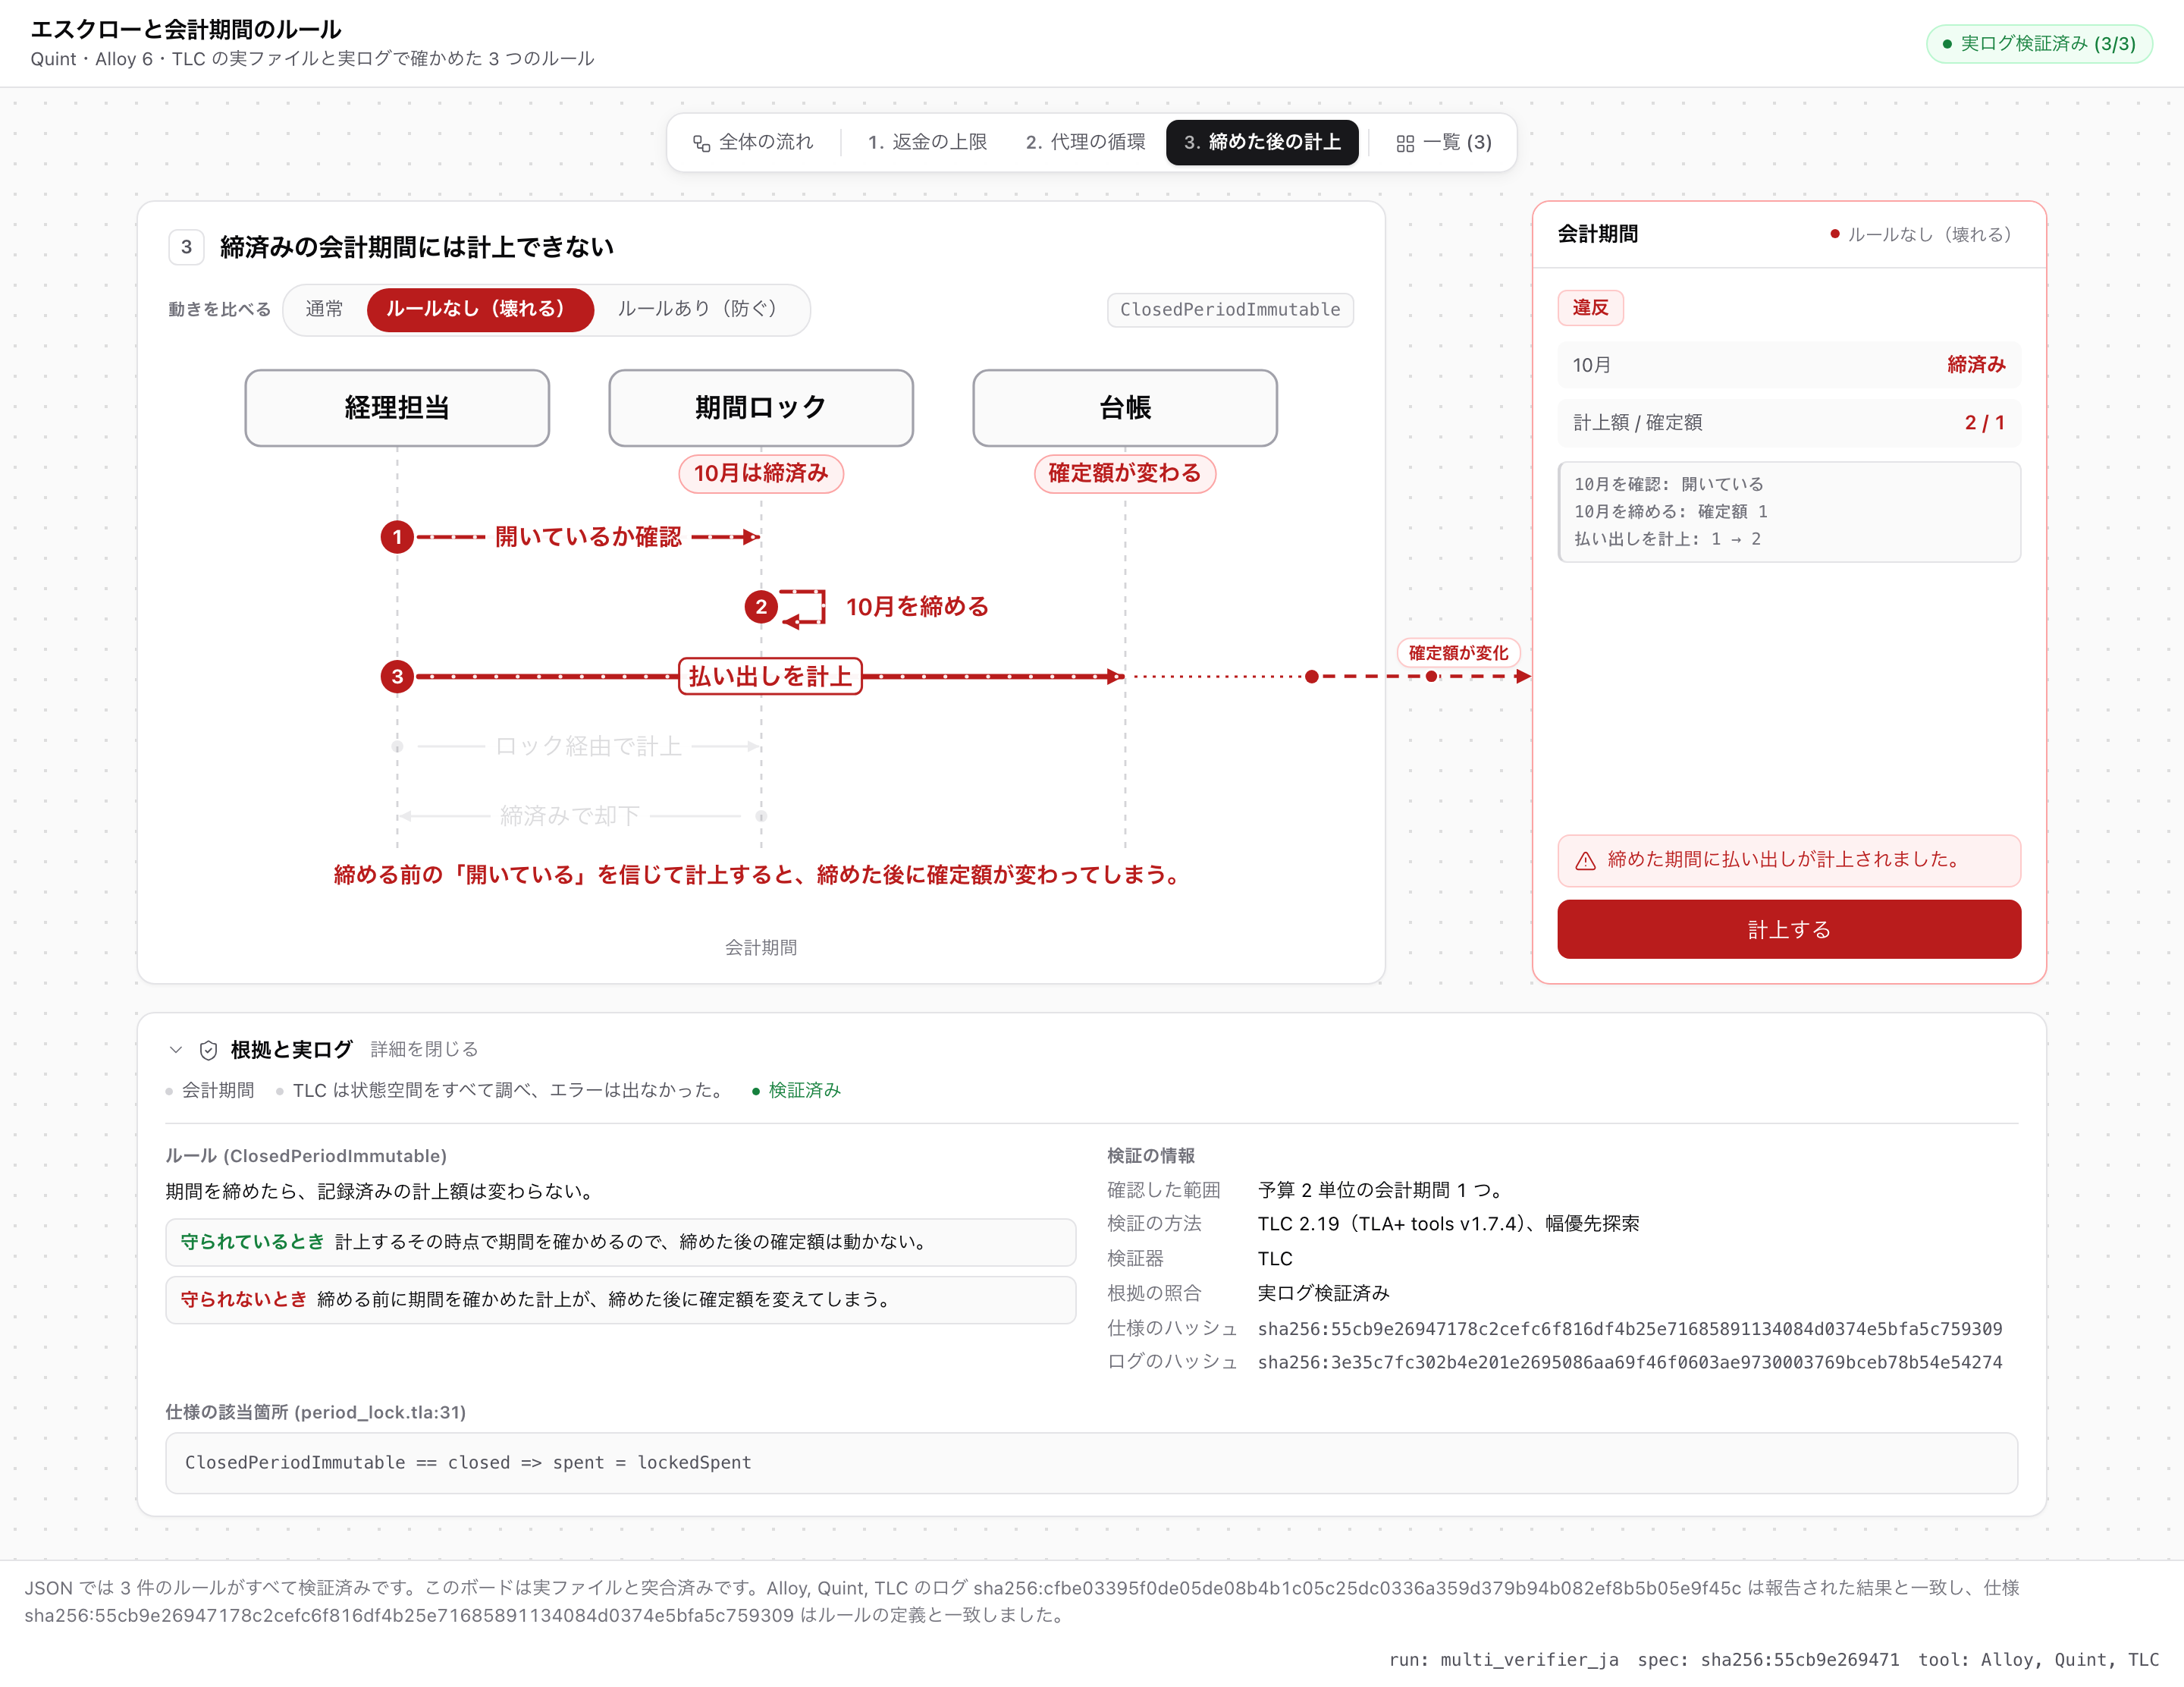 エスクローと会計期間のルール
Quint・Alloy 6・TLC の実ファイルと実ログで確かめた 3 つのルール
実ログ検証済み (3/3)
全体の流れ
1. 返金の上限
2. 代理の循環
3. 締めた後の計上
一覧 (3)
3 締済みの会計期間には計上できない
動きを比べる 通常 ルールなし（壊れる） ルールあり（防ぐ）
ClosedPeriodImmutable
経理担当
期間ロック
台帳
10月は締済み
確定額が変わる
1 開いているか確認
2 10月を締める
3 払い出しを計上
確定額が変化
ロック経由で計上
締済みで却下
締める前の「開いている」を信じて計上すると、締めた後に確定額が変わってしまう。
会計期間
会計期間
ルールなし（壊れる）
違反
10月 締済み
計上額 / 確定額 2 / 1
10月を確認: 開いている
10月を締める: 確定額 1
払い出しを計上: 1 → 2
締めた期間に払い出しが計上されました。
計上する
根拠と実ログ 詳細を閉じる
会計期間 TLC は状態空間をすべて調べ、エラーは出なかった。 検証済み
ルール (ClosedPeriodImmutable)
期間を締めたら、記録済みの計上額は変わらない。
守られているとき 計上するその時点で期間を確かめるので、締めた後の確定額は動かない。
守られないとき 締める前に期間を確かめた計上が、締めた後に確定額を変えてしまう。
検証の情報
確認した範囲 予算 2 単位の会計期間 1 つ。
検証の方法 TLC 2.19（TLA+ tools v1.7.4）、幅優先探索
検証器 TLC
根拠の照合 実ログ検証済み
仕様のハッシュ sha256:55cb9e26947178c2cefc6f816df4b25e71685891134084d0374e5bfa5c759309
ログのハッシュ sha256:3e35c7fc302b4e201e2695086aa69f46f0603ae9730003769bceb78b54e54274
仕様の該当箇所 (period_lock.tla:31)
ClosedPeriodImmutable == closed => spent = lockedSpent
JSON では 3 件のルールがすべて検証済みです。このボードは実ファイルと突合済みです。Alloy, Quint, TLC のログ sha256:cfbe03395f0de05de08b4b1c05c25dc0336a359d379b94b082ef8b5b05e9f45c は報告された結果と一致し、仕様
sha256:55cb9e26947178c2cefc6f816df4b25e71685891134084d0374e5bfa5c759309 はルールの定義と一致しました。
run: multi_verifier_ja spec: sha256:55cb9e269471 tool: Alloy, Quint, TLC